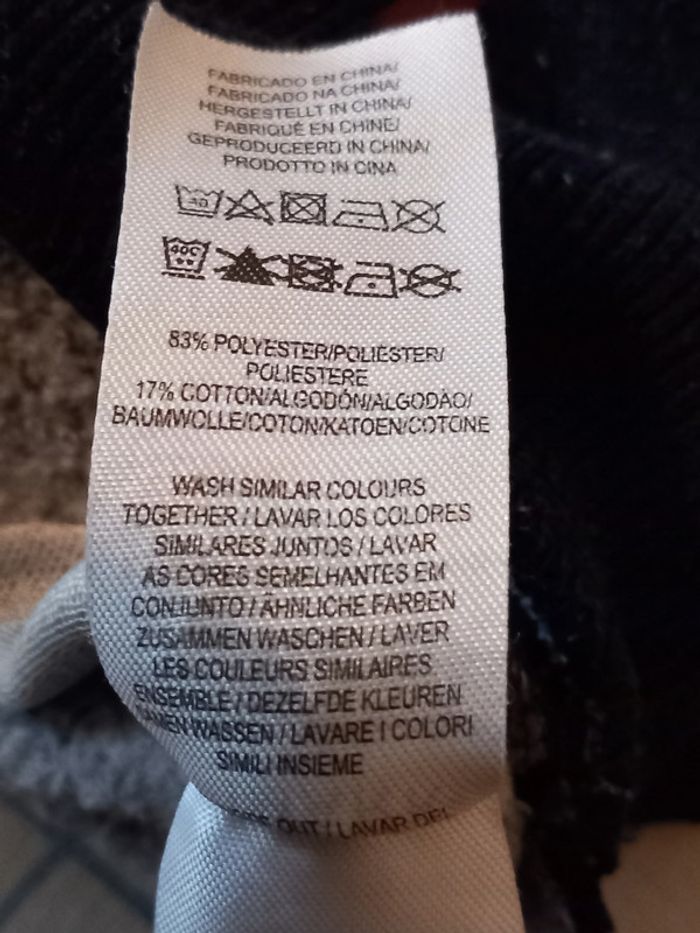 FABRICADO EN CHINA/
FABRICADO NA CHINA/
HERGESTELLT IN CHINA/
FABRIQUÉ EN CHINE/
GEPRODUCEERD IN CHINA/
PRODOTTO IN CINA
40
40C
83% POLYESTER/POLIÉSTER/
POLIESTERE
17% COTTON/ALGODÓN/ALGODÃO/
BAUMWOLLE/COTON/KATOEN/COTONE
WASH SIMILAR COLOURS
TOGETHER / LAVAR LOS COLORES
SIMILARES JUNTOS / LAVAR
AS CORES SEMELHANTES EM
CONJUNTO / ÄHNLICHE FARBEN
ZUSAMMEN WASCHEN / LAVER
LES COULEURS SIMILAIRES
ENSEMBLE / DEZELFDE KLEUREN
WASSEN / LAVARE I COLORI
SIMILI INSIEME
OUT / LAVAR DEL